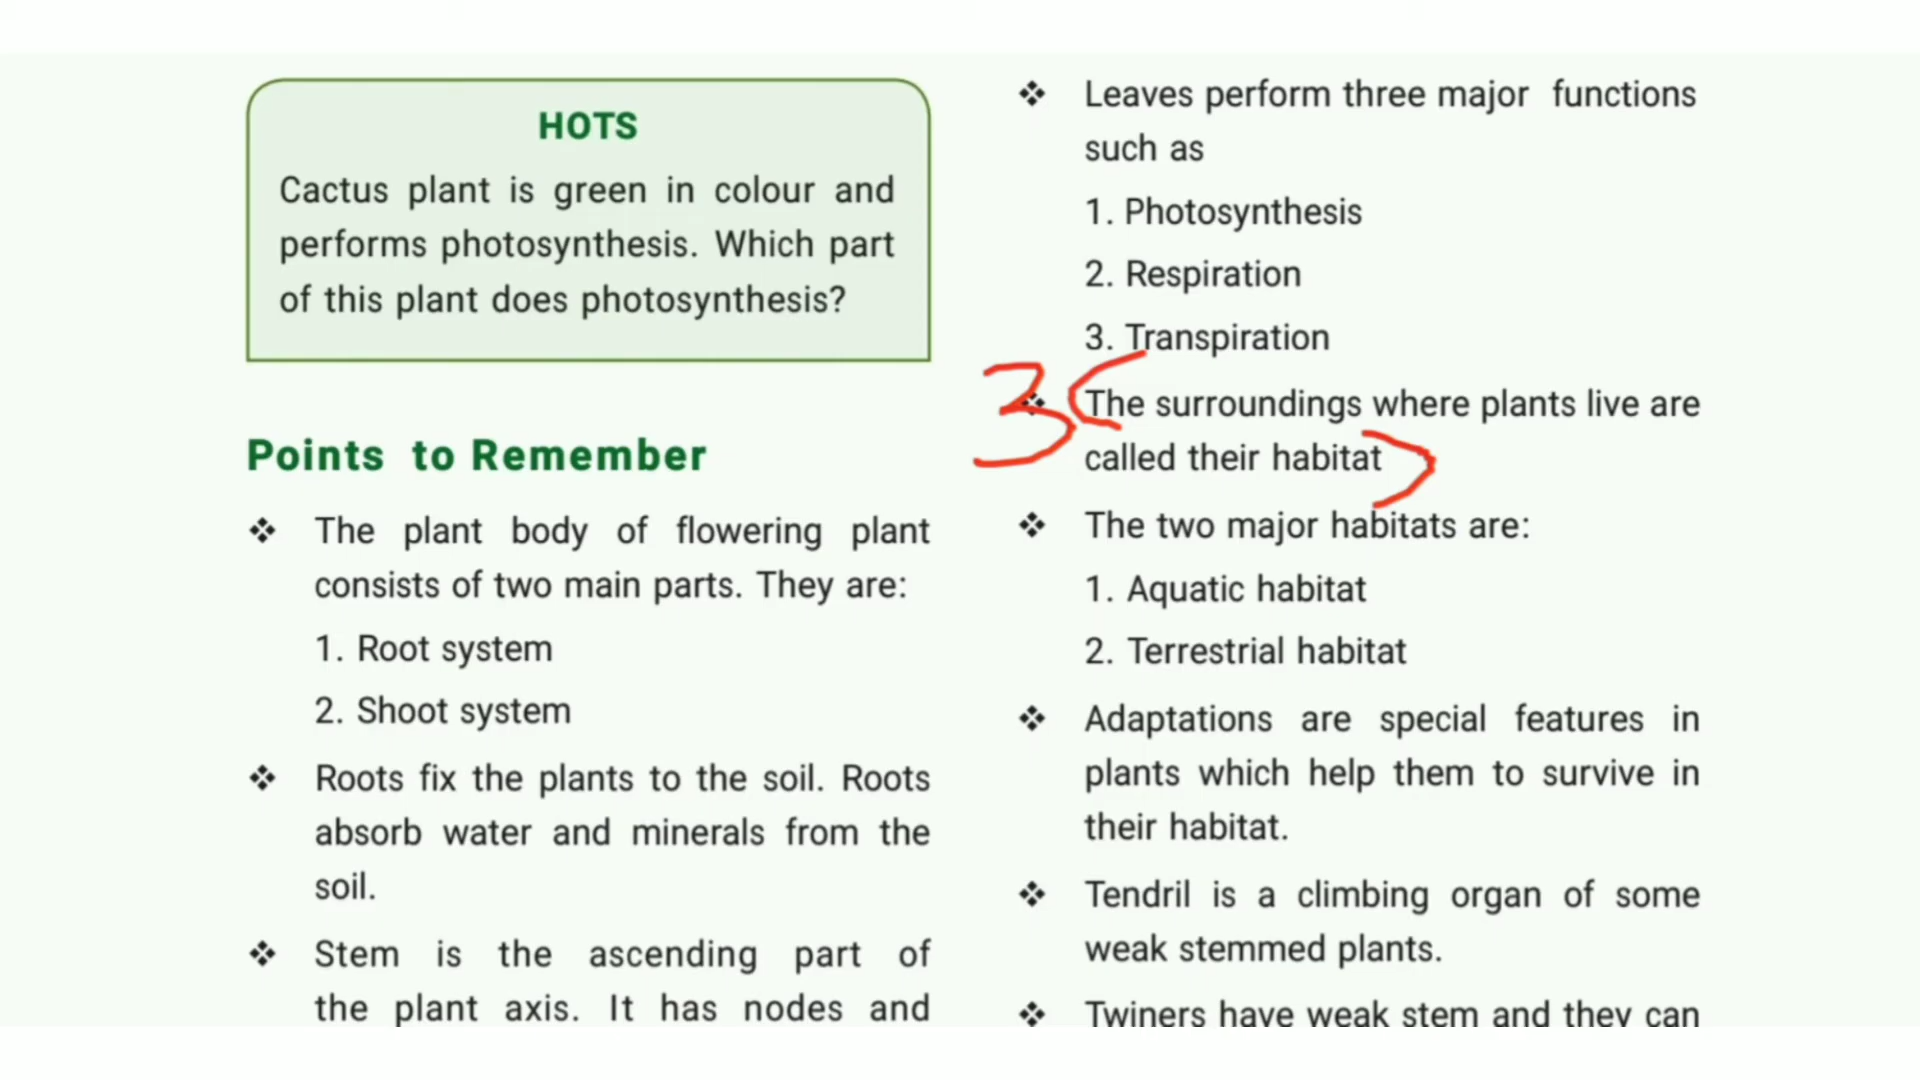 HOTS
Cactus plant is green in colour and
performs photosynthesis. Which part
of this plant does photosynthesis?
Points to Remember
❖ The plant body of flowering plant
consists of two main parts. They are:
1. Root system
2. Shoot system
❖ Roots fix the plants to the soil. Roots
absorb water and minerals from the
soil.
❖ Stem is the ascending part of
the plant axis. It has nodes and
❖ Leaves perform three major functions
such as
1. Photosynthesis
2. Respiration
3. Transpiration
3 ❖ The surroundings where plants live are
called their habitat
❖ The two major habitats are:
1. Aquatic habitat
2. Terrestrial habitat
❖ Adaptations are special features in
plants which help them to survive in
their habitat.
❖ Tendril is a climbing organ of some
weak stemmed plants.
❖ Twiners have weak stem and they can